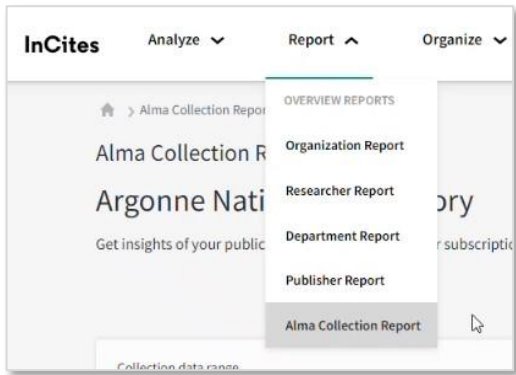 InCites Analyze Report Organize
Alma Collection Repor
OVERVIEW REPORTS
Organization Report
Researcher Report
Department Report
Publisher Report
Alma Collection Report
Alma Collection R
Argonne Nati ory
Get insights of your public r subscriptio
Collection data range